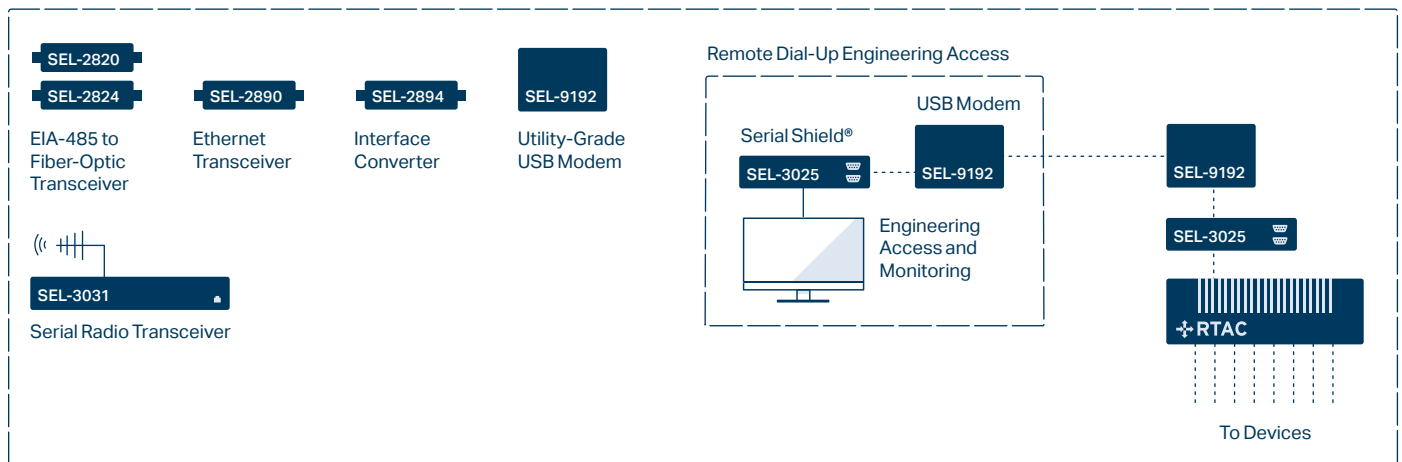 SEL-2820
SEL-2824
EIA-485 to
Fiber-Optic
Transceiver
SEL-2890
Ethernet
Transceiver
SEL-2894
Interface
Converter
SEL-9192
Utility-Grade
USB Modem
SEL-3031
Serial Radio Transceiver
Remote Dial-Up Engineering Access
USB Modem
Serial Shield®
SEL-3025
SEL-9192
Engineering
Access and
Monitoring
SEL-9192
SEL-3025
RTAC
To Devices